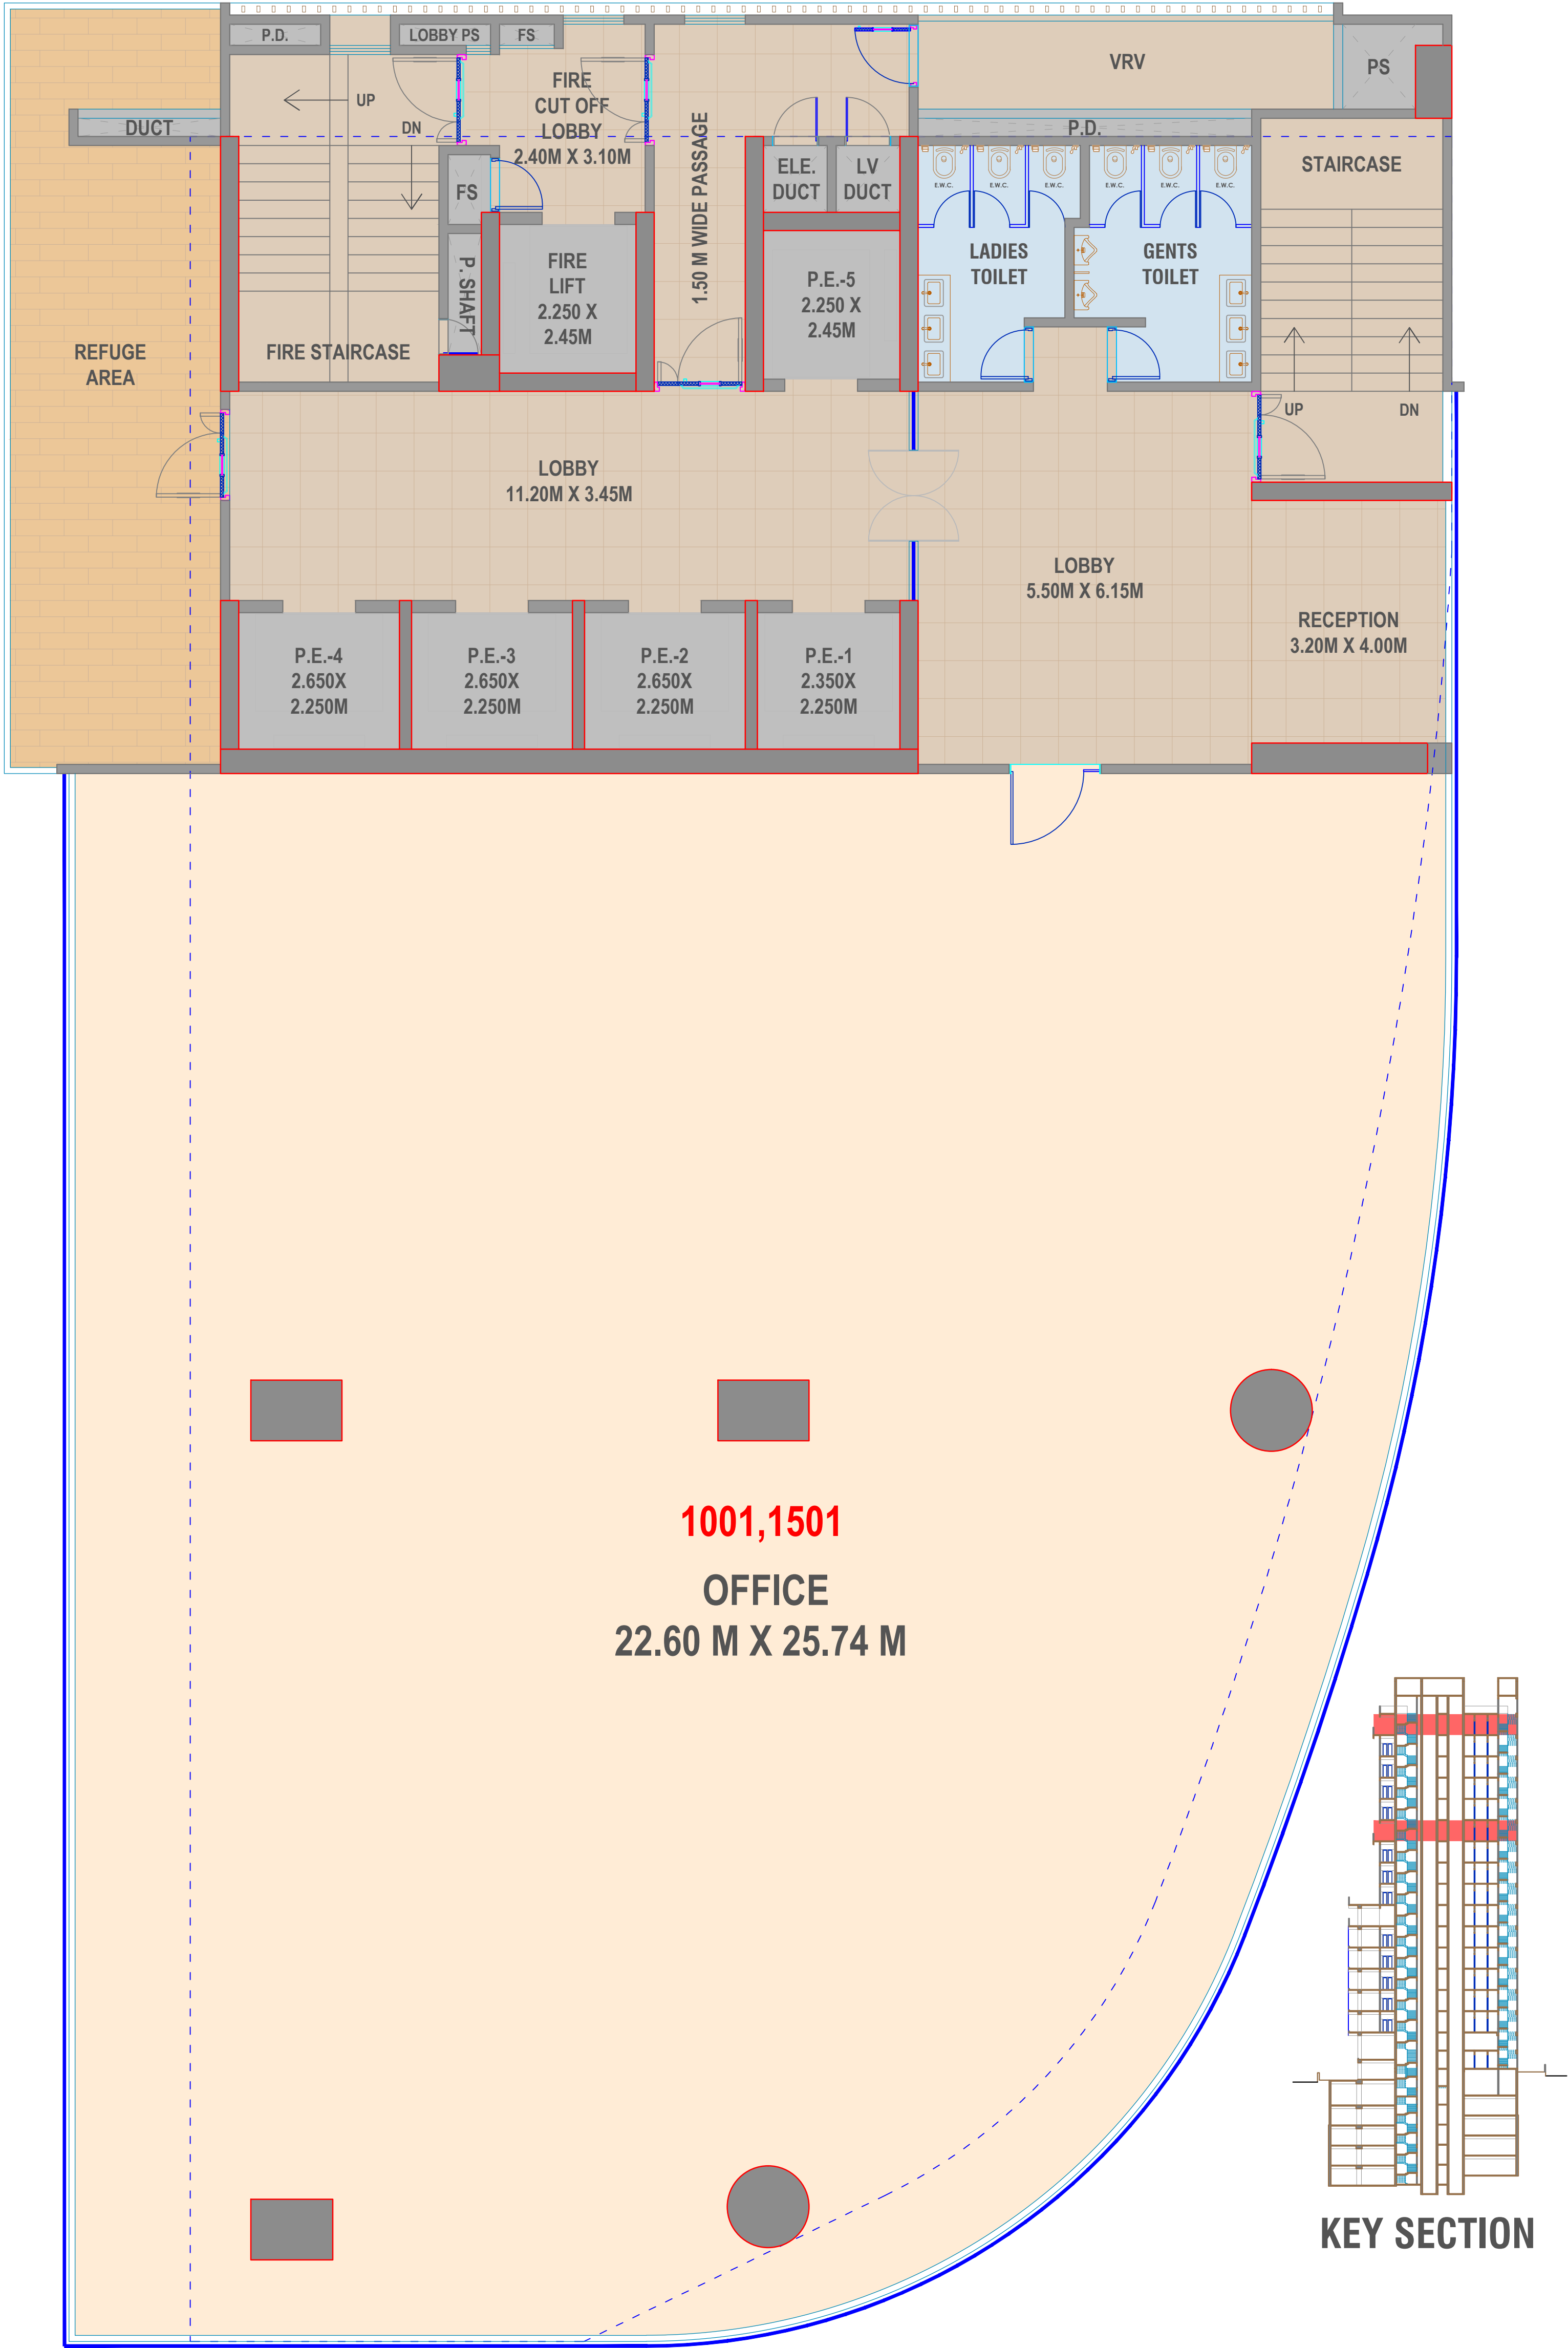 P.D.
LOBBY PS
FS
VRV
PS
UP
DN
FIRE
CUT OFF
LOBBY
2.40M X 3.10M
DUCT
P.D.
1.50 M WIDE PASSAGE
ELE.
DUCT
LV
DUCT
E.W.C.
E.W.C.
E.W.C.
E.W.C.
E.W.C.
E.W.C.
STAIRCASE
FS
P. SHAFT
FIRE
LIFT
2.250 X
2.45M
P.E.-5
2.250 X
2.45M
LADIES
TOILET
GENTS
TOILET
REFUGE
AREA
FIRE STAIRCASE
UP
DN
LOBBY
11.20M X 3.45M
LOBBY
5.50M X 6.15M
RECEPTION
3.20M X 4.00M
P.E.-4
2.650X
2.250M
P.E.-3
2.650X
2.250M
P.E.-2
2.650X
2.250M
P.E.-1
2.350X
2.250M
1001,1501
OFFICE
22.60 M X 25.74 M
KEY SECTION